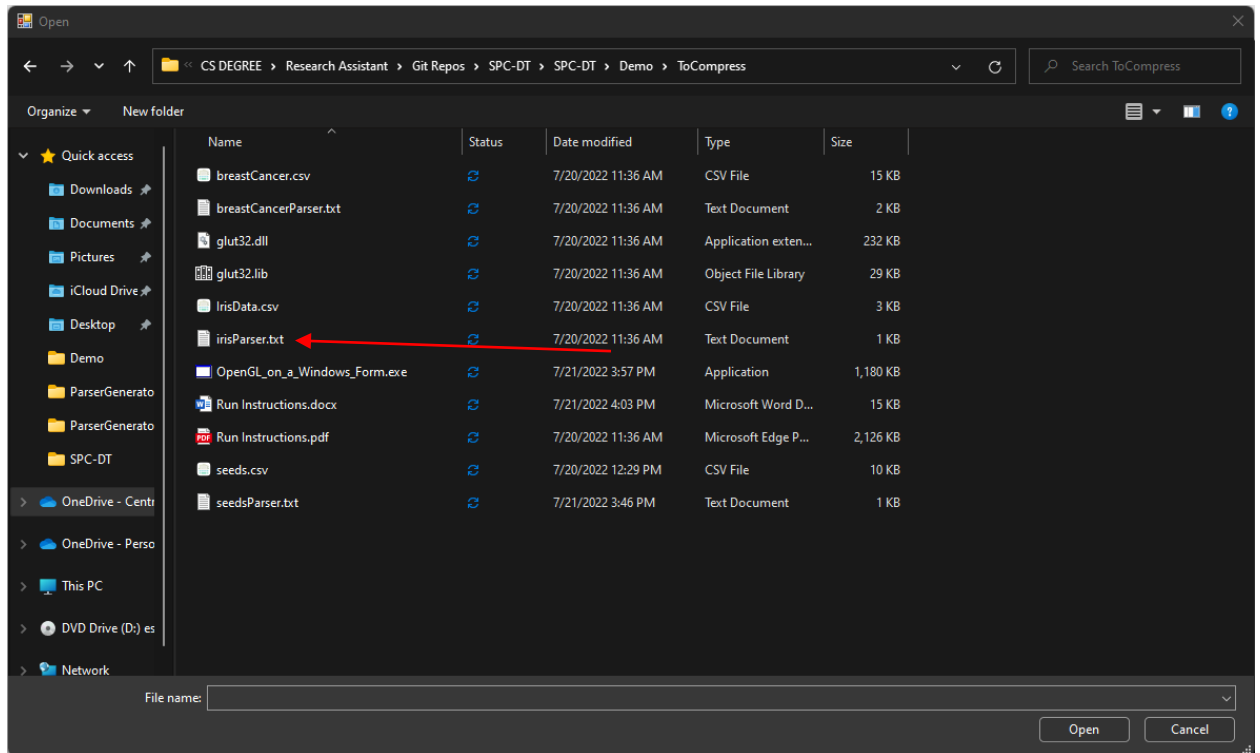 Open
« CS DEGREE > Research Assistant > Git Repos > SPC-DT > SPC-DT > Demo > ToCompress
Search ToCompress
Organize New folder
Name Status Date modified Type Size
Quick access
Downloads
Documents
Pictures
iCloud Drive
Desktop
Demo
ParserGenerato
ParserGenerato
SPC-DT
OneDrive - Centr
OneDrive - Perso
This PC
DVD Drive (D:) es
Network
breastCancer.csv 7/20/2022 11:36 AM CSV File 15 KB
breastCancerParser.txt 7/20/2022 11:36 AM Text Document 2 KB
glut32.dll 7/20/2022 11:36 AM Application exten... 232 KB
glut32.lib 7/20/2022 11:36 AM Object File Library 29 KB
IrisData.csv 7/20/2022 11:36 AM CSV File 3 KB
irisParser.txt 7/20/2022 11:36 AM Text Document 1 KB
OpenGL_on_a_Windows_Form.exe 7/21/2022 3:57 PM Application 1,180 KB
Run Instructions.docx 7/21/2022 4:03 PM Microsoft Word D... 15 KB
PDF Run Instructions.pdf 7/20/2022 11:36 AM Microsoft Edge P... 2,126 KB
seeds.csv 7/20/2022 12:29 PM CSV File 10 KB
seedsParser.txt 7/21/2022 3:46 PM Text Document 1 KB
File name:
Open Cancel